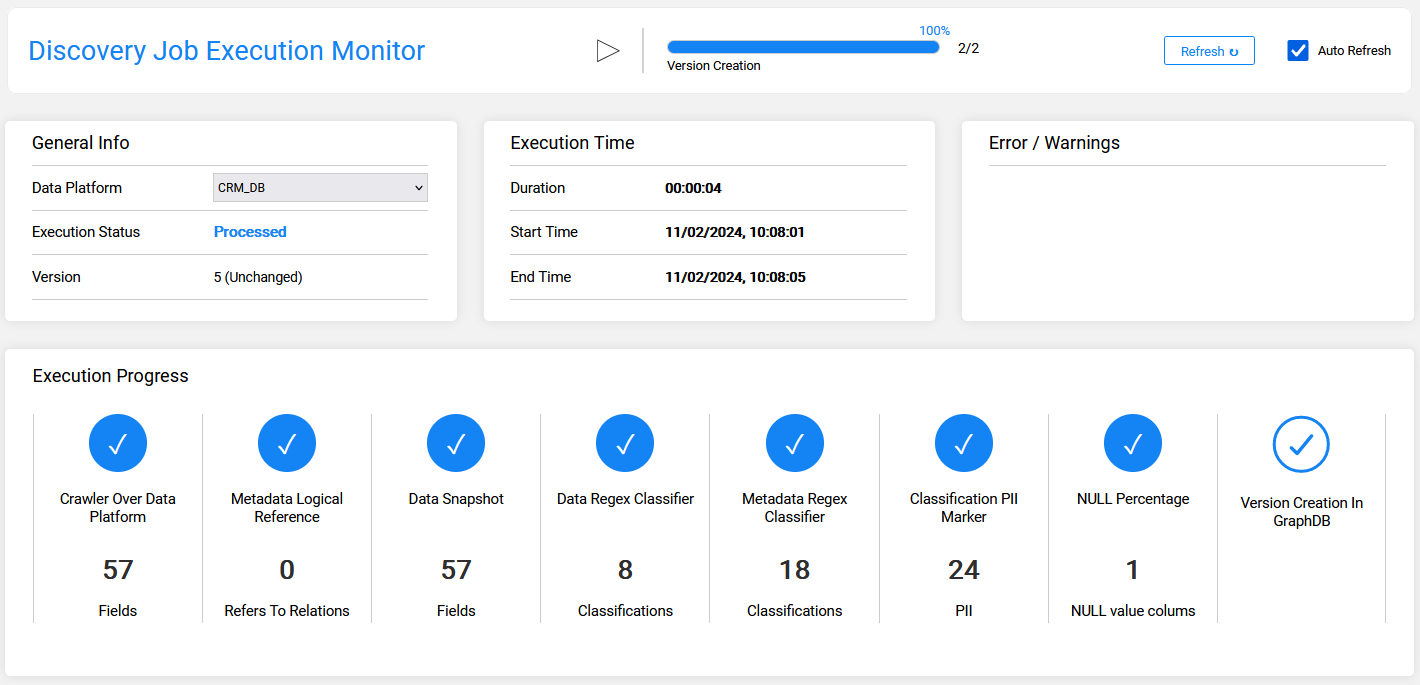 Discovery Job Execution Monitor
100%
2/2
Version Creation
Refresh ↻
Auto Refresh
General Info
Data Platform
CRM_DB
Execution Status
Processed
Version
5 (Unchanged)
Execution Time
Duration
00:00:04
Start Time
11/02/2024, 10:08:01
End Time
11/02/2024, 10:08:05
Error / Warnings
Execution Progress
Crawler Over Data
Platform
57
Fields
Metadata Logical
Reference
0
Refers To Relations
Data Snapshot
57
Fields
Data Regex Classifier
8
Classifications
Metadata Regex
Classifier
18
Classifications
Classification PII
Marker
24
PII
NULL Percentage
1
NULL value colums
Version Creation In
GraphDB